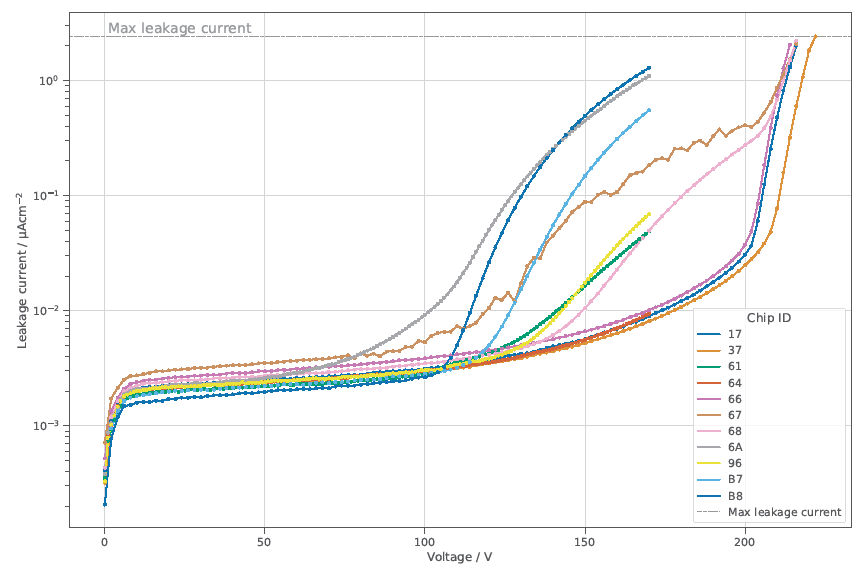 Max leakage current
10⁰
10⁻¹
10⁻²
10⁻³
Leakage current / µAcm⁻²
0
50
100
150
200
Voltage / V
Chip ID
17
37
61
64
66
67
68
6A
96
B7
B8
Max leakage current